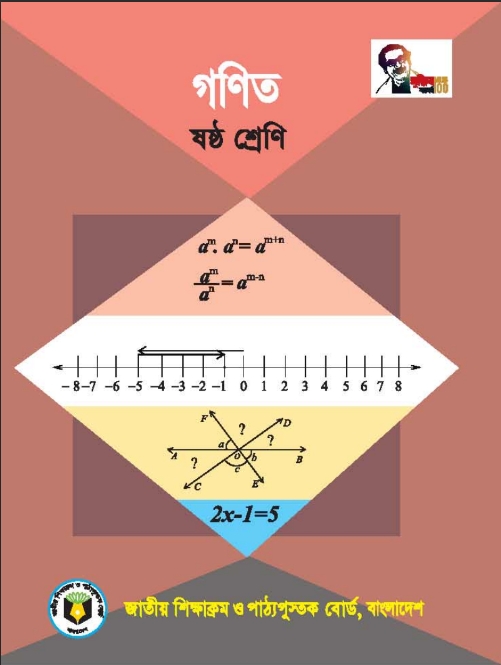 গণিত
ষষ্ঠ শ্রেণি
100
aᵐ. aⁿ= aᵐ⁺ⁿ
aᵐ/aⁿ = aᵐ⁻ⁿ
–8 –7 –6 –5 –4 –3 –2 –1 0 1 2 3 4 5 6 7 8
F ? D
a ?
A O B
? b
c
C E
2x-1=5
জাতীয় শিক্ষাক্রম ও পাঠ্যপুস্তক বোর্ড, বাংলাদেশ